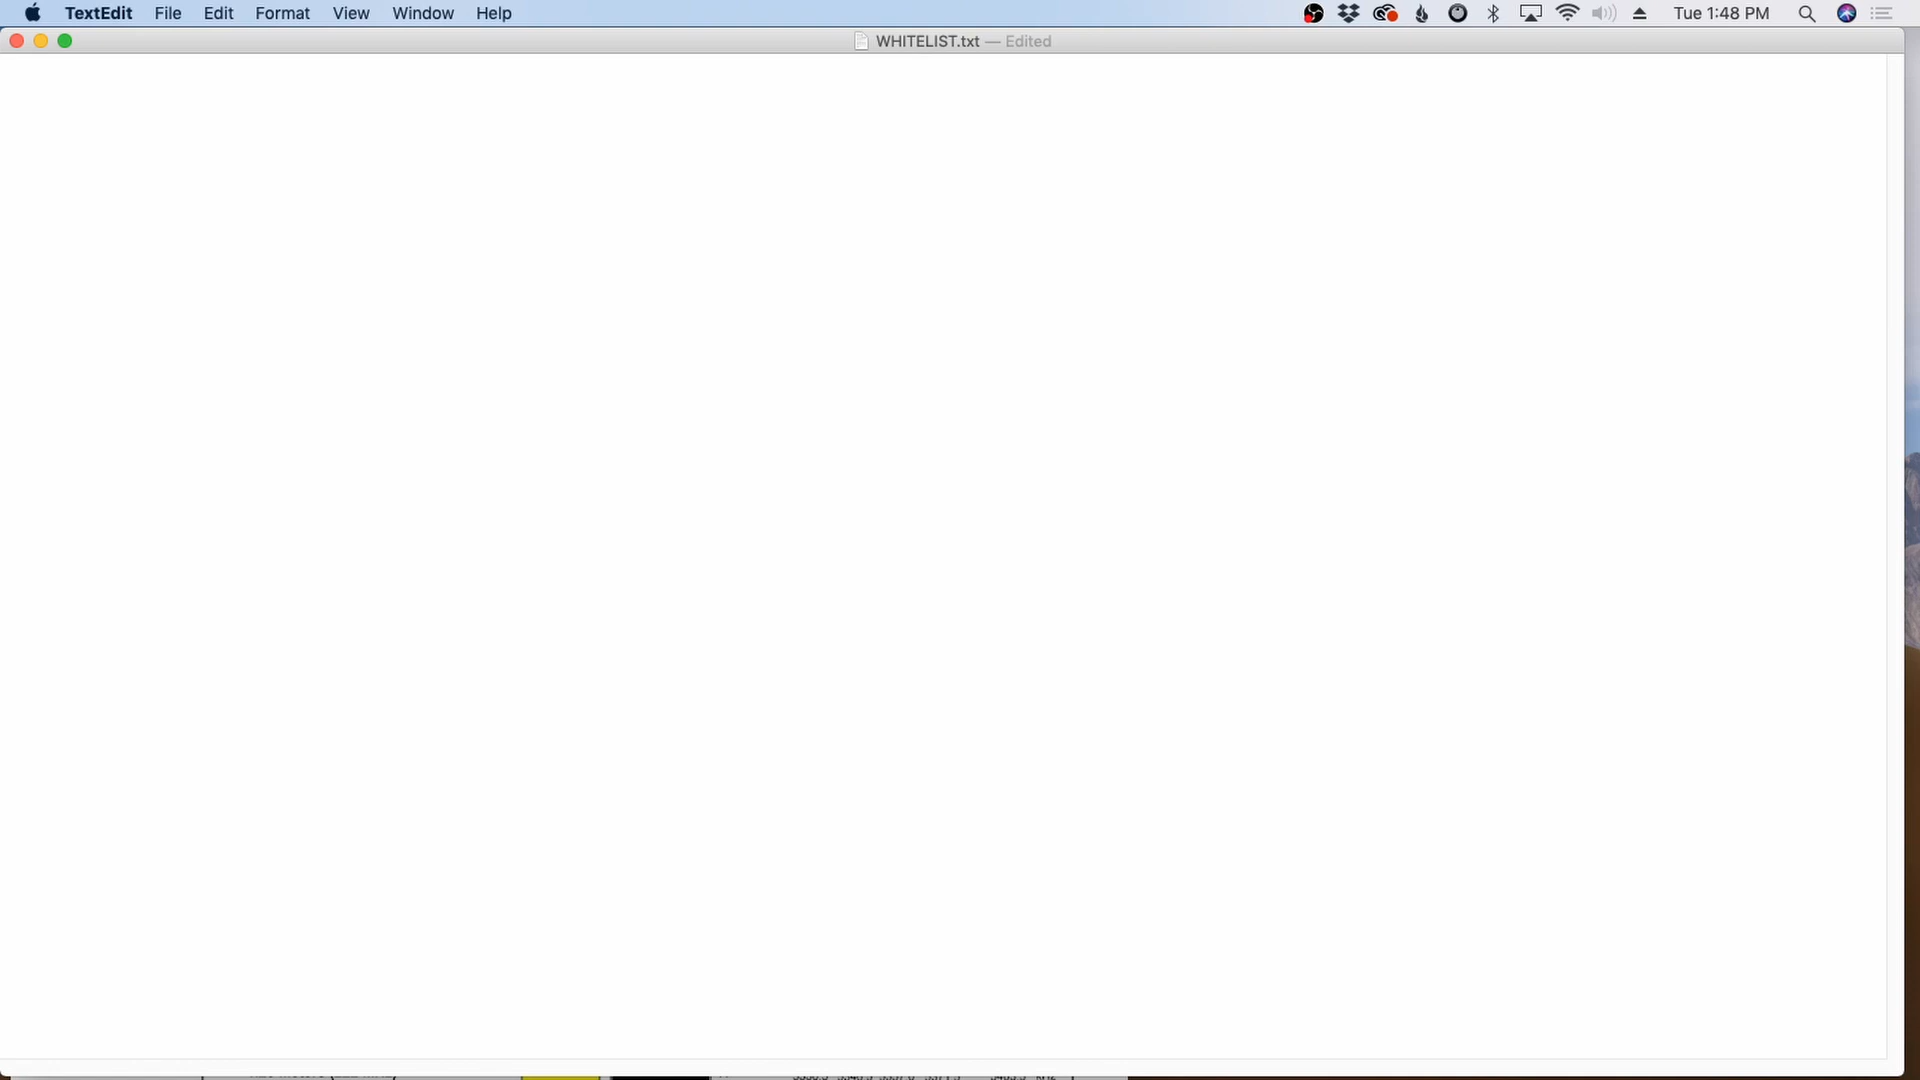 TextEdit File Edit Format View Window Help Tue 1:48 PM
WHITELIST.txt — Edited